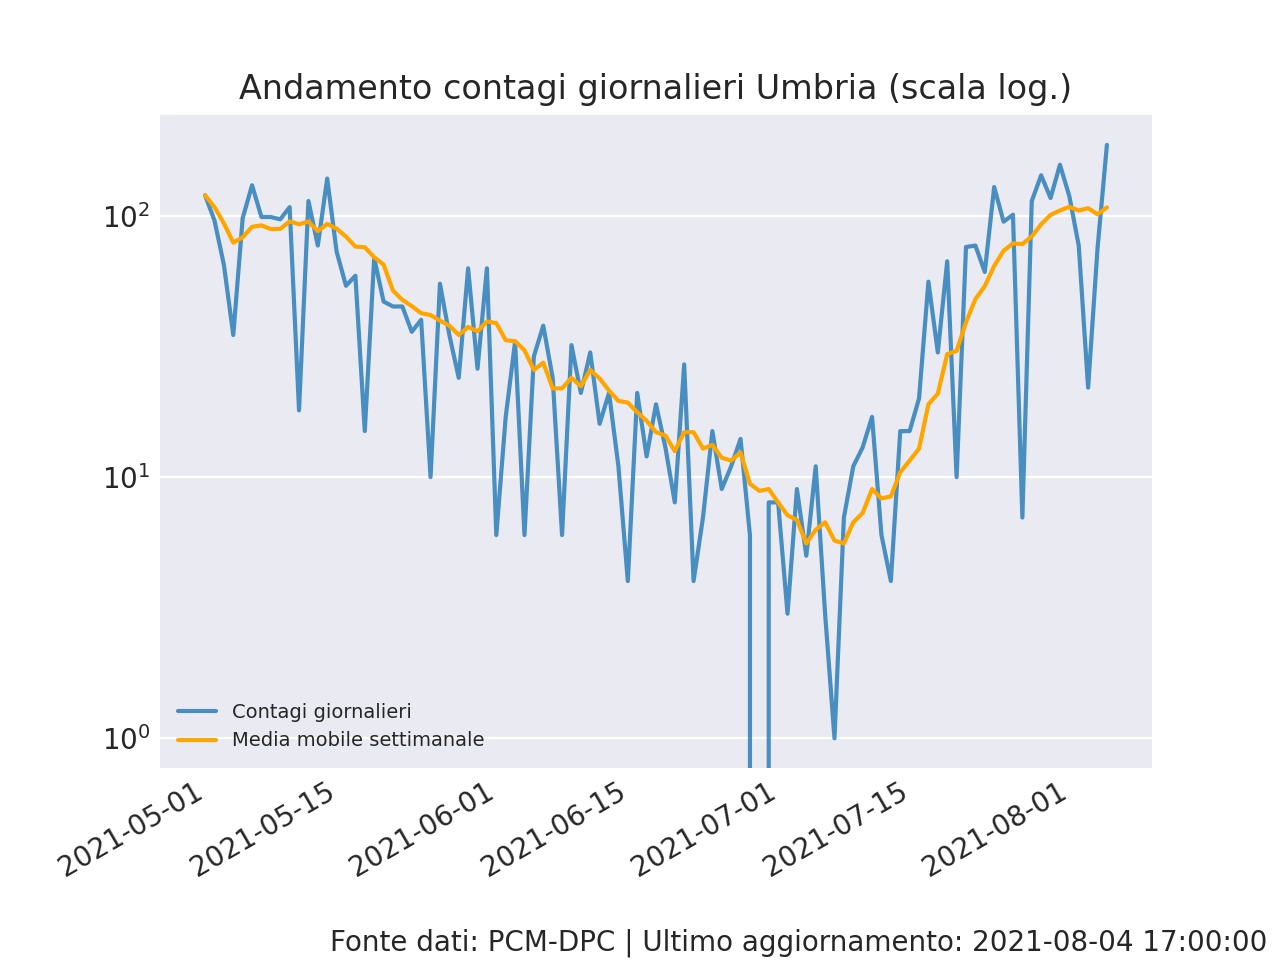 Andamento contagi giornalieri Umbria (scala log.)
10²
10¹
10⁰
Contagi giornalieri
Media mobile settimanale
2021-05-01
2021-05-15
2021-06-01
2021-06-15
2021-07-01
2021-07-15
2021-08-01
Fonte dati: PCM-DPC | Ultimo aggiornamento: 2021-08-04 17:00:00